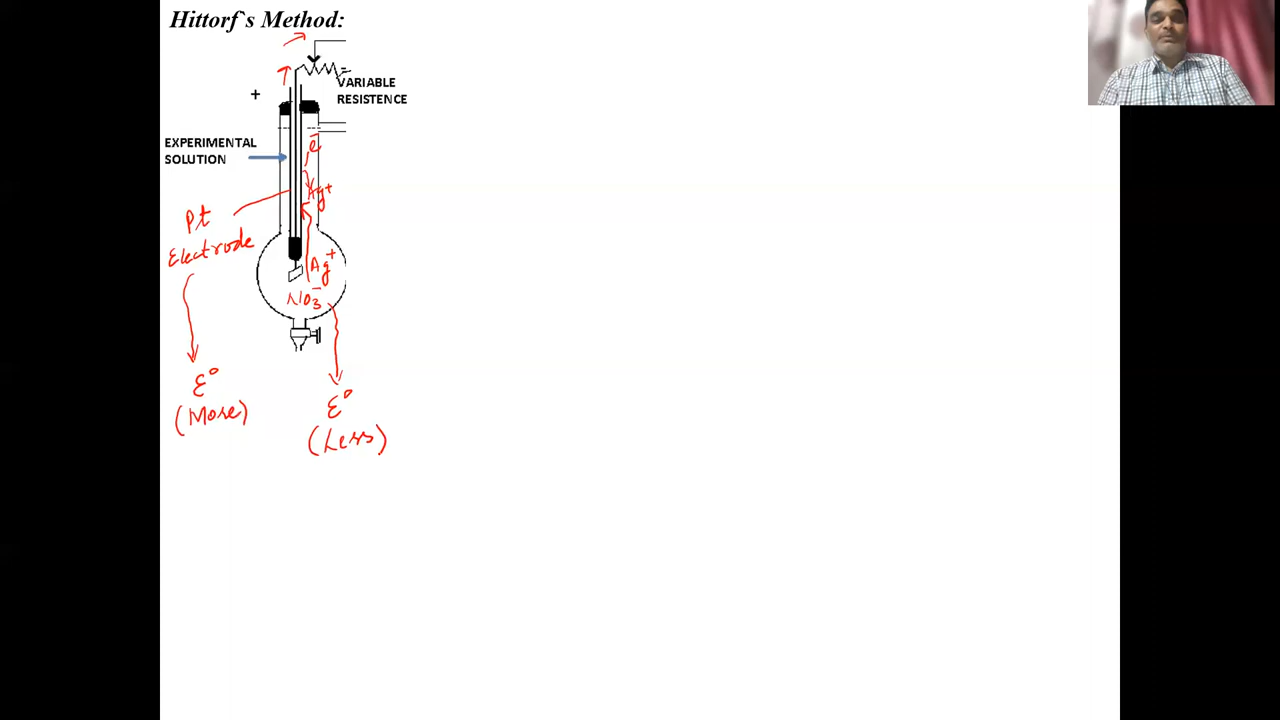 Hittorf`s Method:
VARIABLE
RESISTENCE
+
EXPERIMENTAL
SOLUTION
e-
Ag+
Pt
Electrode
Ag+
NO3-
E°
(More)
E°
(Less)